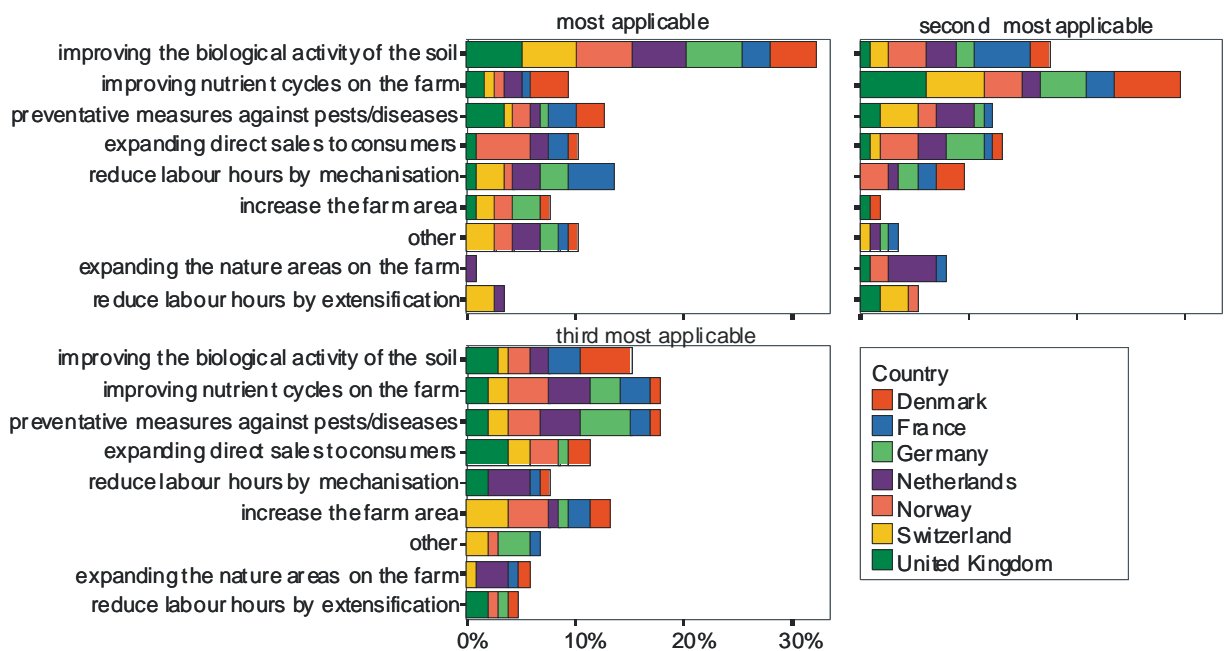 most applicable
second most applicable
improving the biological activity of the soil
improving nutrient cycles on the farm
preventative measures against pests/diseases
expanding direct sales to consumers
reduce labour hours by mechanisation
increase the farm area
other
expanding the nature areas on the farm
reduce labour hours by extensification
third most applicable
improving the biological activity of the soil
improving nutrient cycles on the farm
preventative measures against pests/diseases
expanding direct sales to consumers
reduce labour hours by mechanisation
increase the farm area
other
expanding the nature areas on the farm
reduce labour hours by extensification
0% 10% 20% 30%
Country
Denmark
France
Germany
Netherlands
Norway
Switzerland
United Kingdom